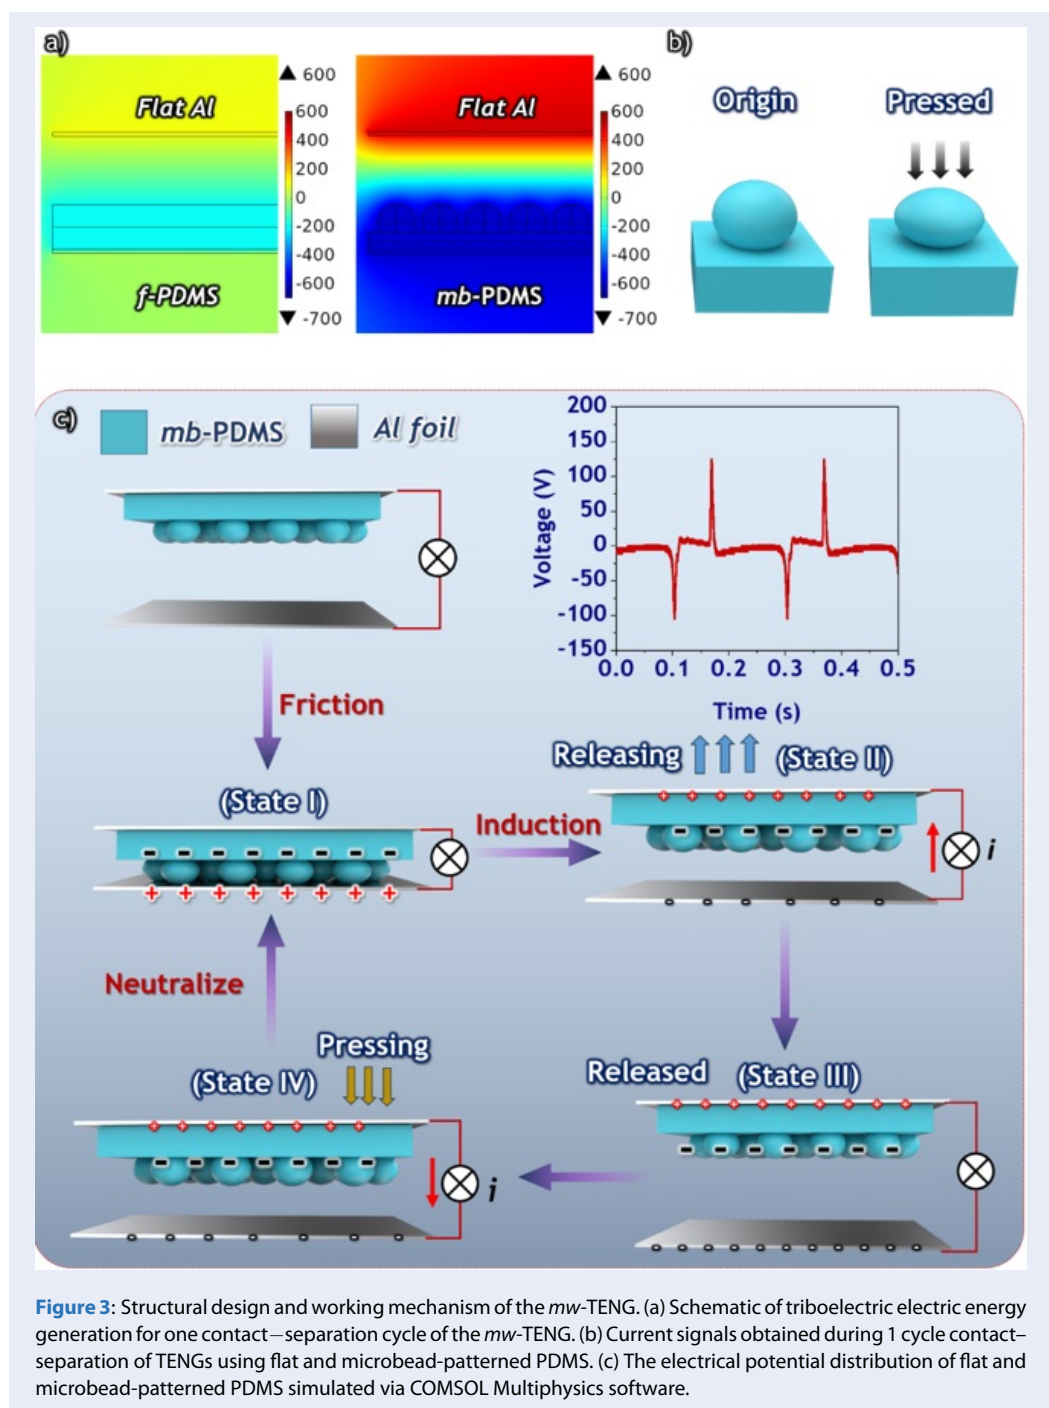 a)
Flat Al
f-PDMS
▲ 600
600
400
200
0
-200
-400
-600
▼ -700
Flat Al
mb-PDMS
▲ 600
600
400
200
0
-200
-400
-600
▼ -700
b)
Origin
Pressed
c)
mb-PDMS
Al foil
200
150
100
50
0
-50
-100
-150
0.0 0.1 0.2 0.3 0.4 0.5
Voltage (V)
Time (s)
Friction
(State I)
Induction
Releasing (State II)
i
Released (State III)
Pressing
(State IV)
i
Neutralize
Figure 3: Structural design and working mechanism of the mw-TENG. (a) Schematic of triboelectric electric energy
generation for one contact—separation cycle of the mw-TENG. (b) Current signals obtained during 1 cycle contact–
separation of TENGs using flat and microbead-patterned PDMS. (c) The electrical potential distribution of flat and
microbead-patterned PDMS simulated via COMSOL Multiphysics software.